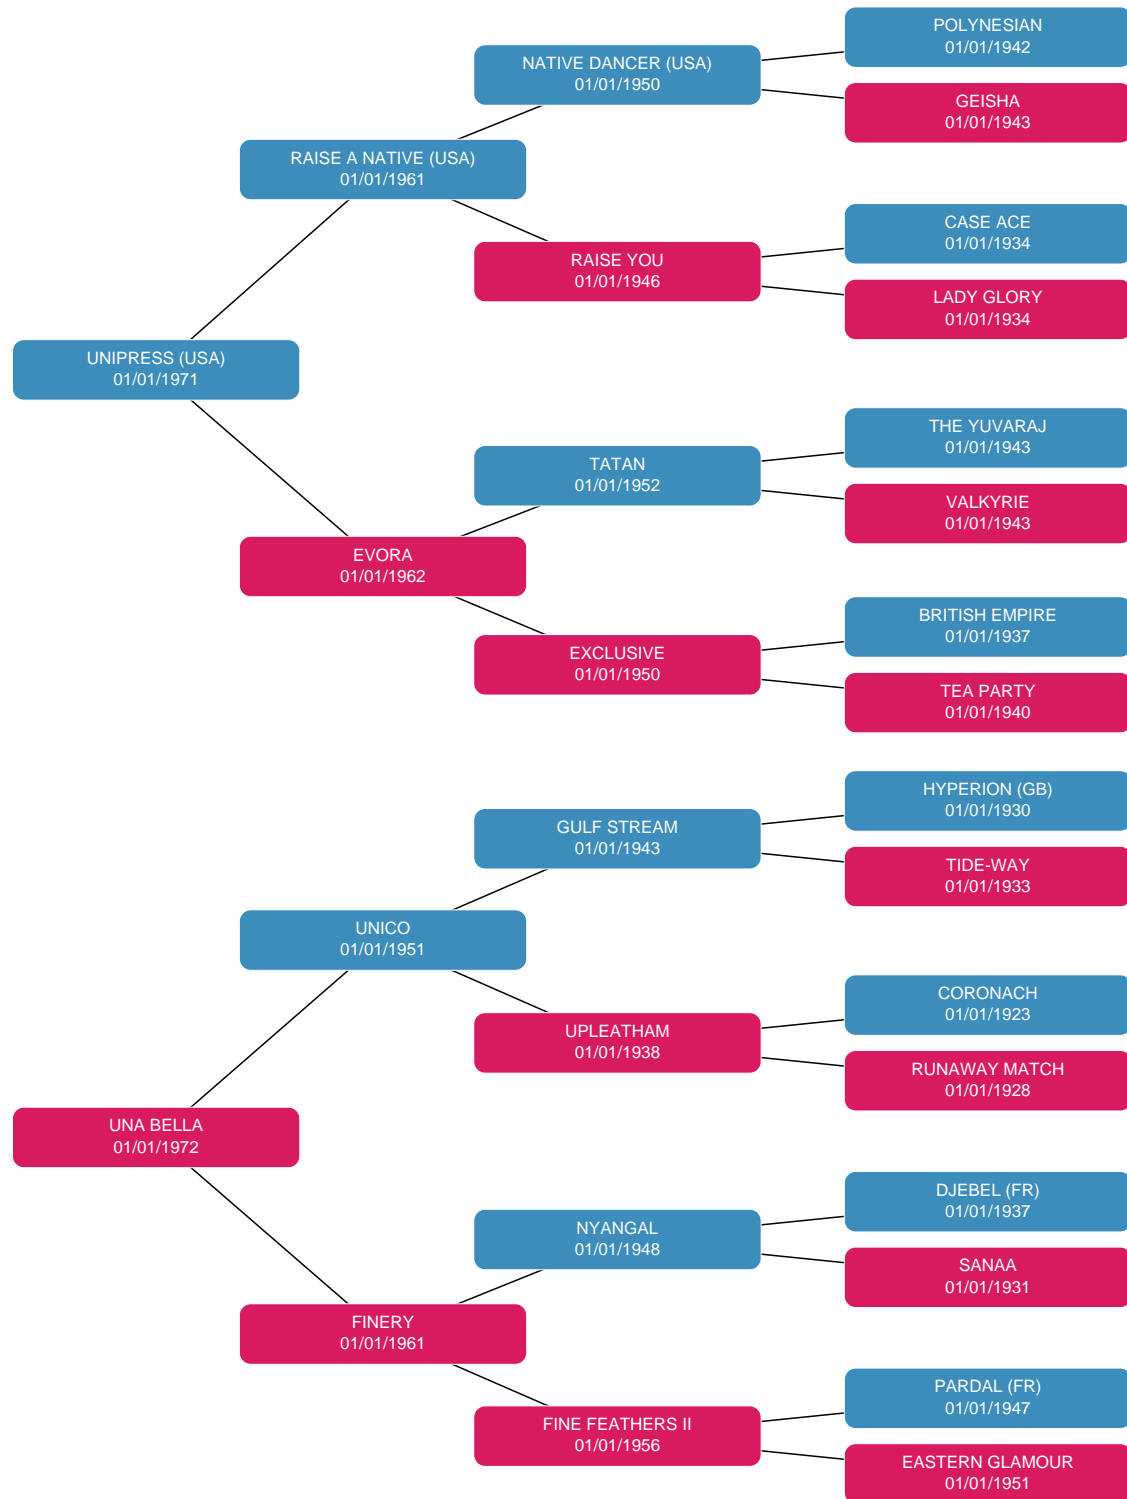 POLYNESIAN
01/01/1942
NATIVE DANCER (USA)
01/01/1950
GEISHA
01/01/1943
RAISE A NATIVE (USA)
01/01/1961
CASE ACE
01/01/1934
RAISE YOU
01/01/1946
LADY GLORY
01/01/1934
UNIPRESS (USA)
01/01/1971
THE YUVARAJ
01/01/1943
TATAN
01/01/1952
VALKYRIE
01/01/1943
EVORA
01/01/1962
BRITISH EMPIRE
01/01/1937
EXCLUSIVE
01/01/1950
TEA PARTY
01/01/1940
HYPERION (GB)
01/01/1930
GULF STREAM
01/01/1943
TIDE-WAY
01/01/1933
UNICO
01/01/1951
CORONACH
01/01/1923
UPLEATHAM
01/01/1938
RUNAWAY MATCH
01/01/1928
UNA BELLA
01/01/1972
DJEBEL (FR)
01/01/1937
NYANGAL
01/01/1948
SANAA
01/01/1931
FINERY
01/01/1961
PARDAL (FR)
01/01/1947
FINE FEATHERS II
01/01/1956
EASTERN GLAMOUR
01/01/1951